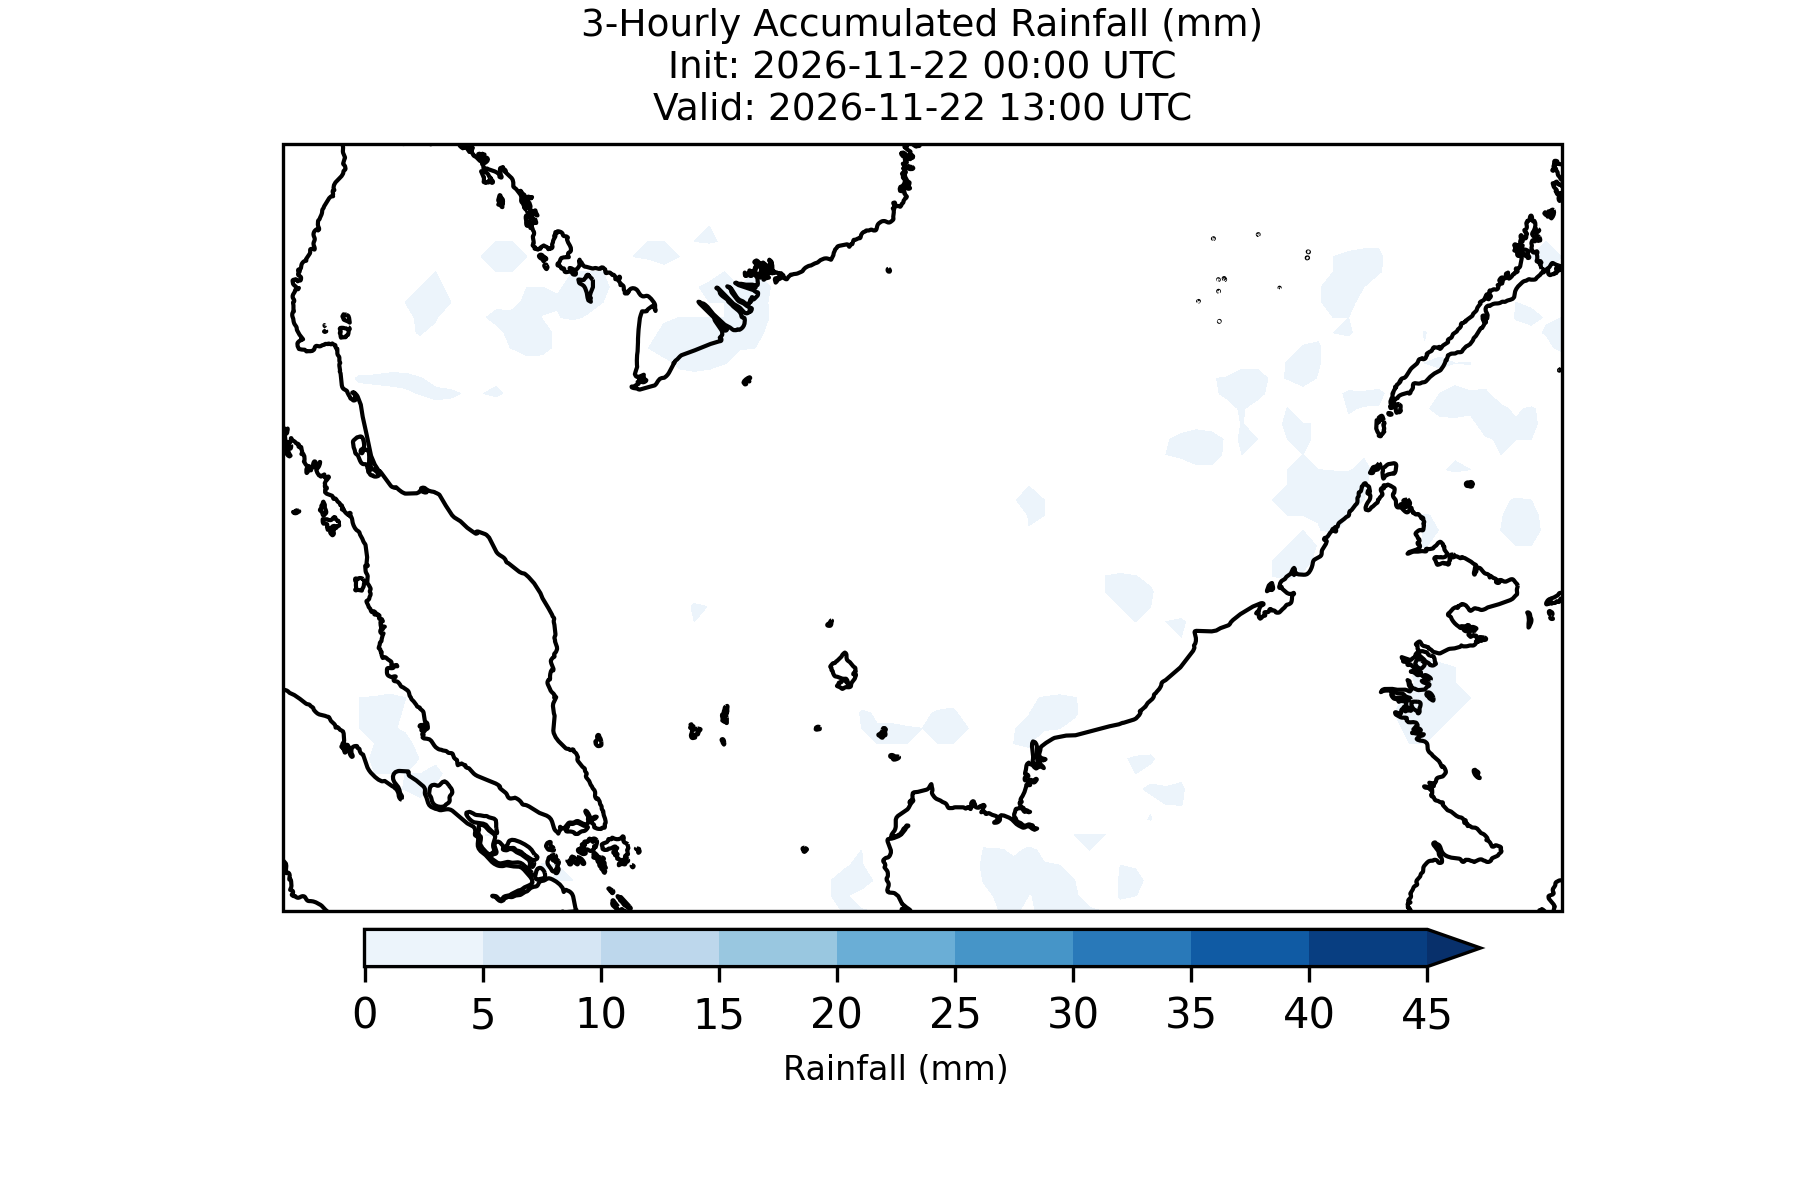 3-Hourly Accumulated Rainfall (mm)
Init: 2026-11-22 00:00 UTC
Valid: 2026-11-22 13:00 UTC
0 5 10 15 20 25 30 35 40 45
Rainfall (mm)